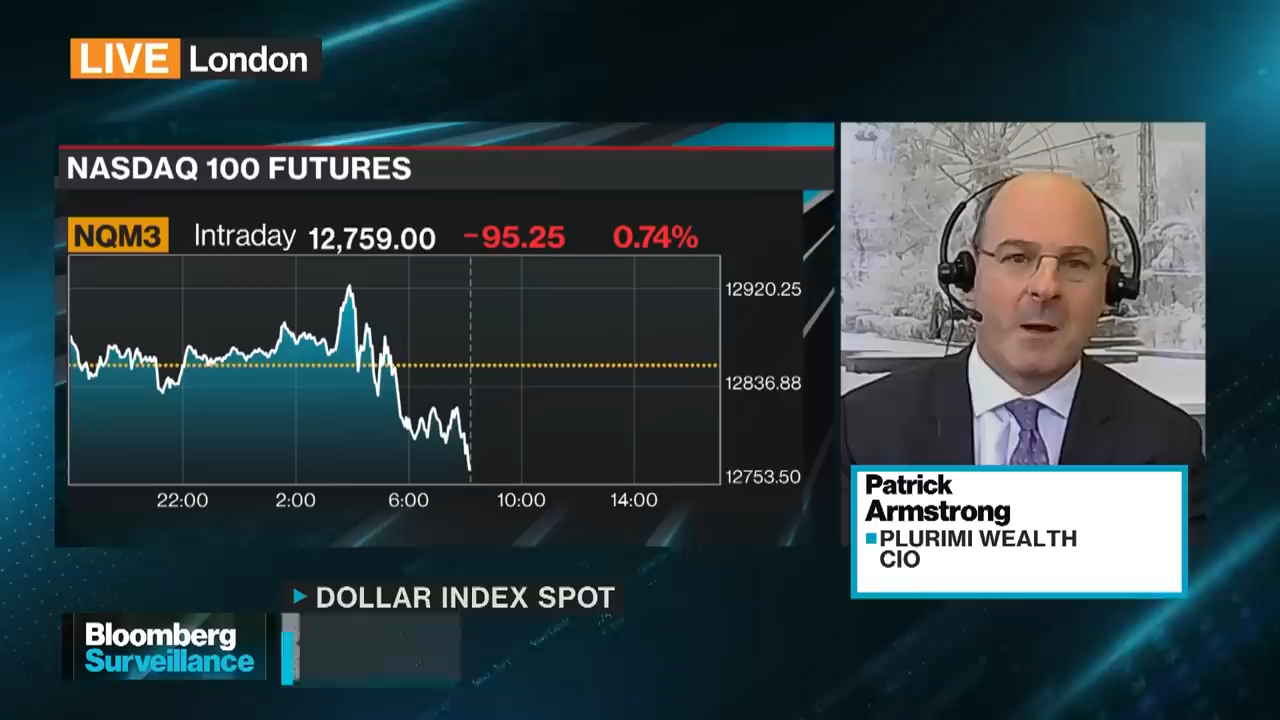 LIVE London
NASDAQ 100 FUTURES
NQM3 Intraday 12,759.00 -95.25 0.74%
12920.25
12836.88
12753.50
22:00 2:00 6:00 10:00 14:00
Patrick
Armstrong
PLURIMI WEALTH
CIO
DOLLAR INDEX SPOT
Bloomberg
Surveillance